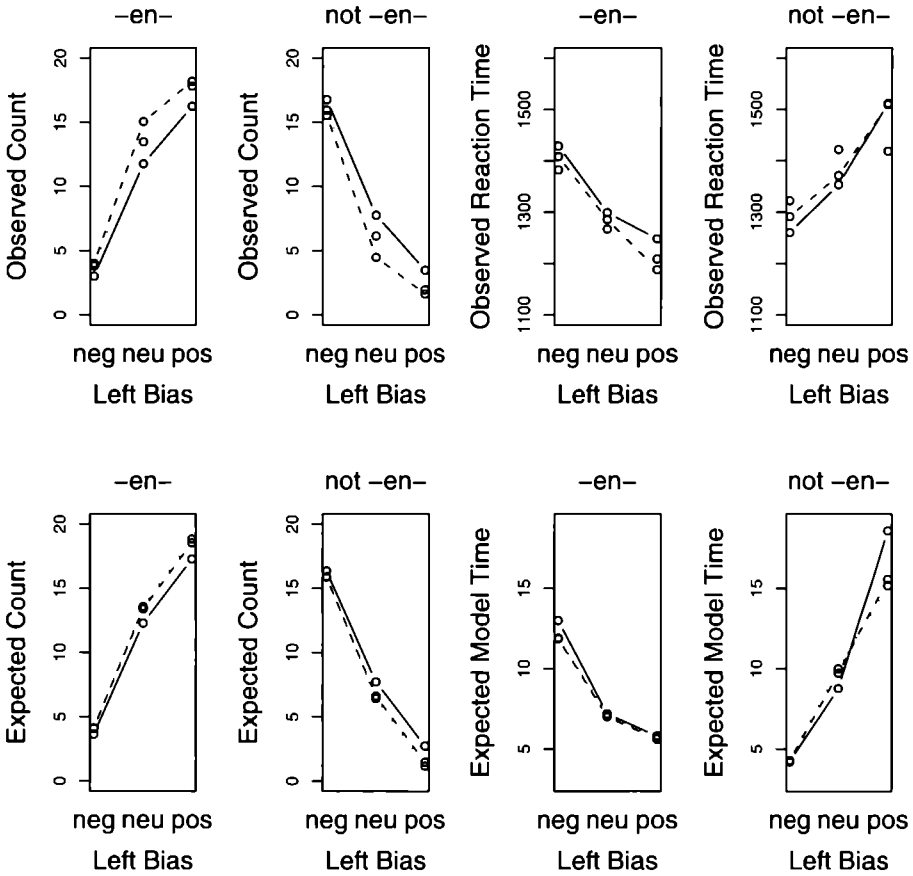 –en–
not –en–
–en–
not –en–
Observed Count
0 5 10 15 20
Observed Count
0 5 10 15 20
Observed Reaction Time
1100 1300 1500
Observed Reaction Time
1100 1300 1500
neg neu pos
neg neu pos
neg neu pos
neg neu pos
Left Bias
Left Bias
Left Bias
Left Bias
–en–
not –en–
–en–
not –en–
Expected Count
0 5 10 15 20
Expected Count
0 5 10 15 20
Expected Model Time
5 10 15
Expected Model Time
5 10 15
neg neu pos
neg neu pos
neg neu pos
neg neu pos
Left Bias
Left Bias
Left Bias
Left Bias